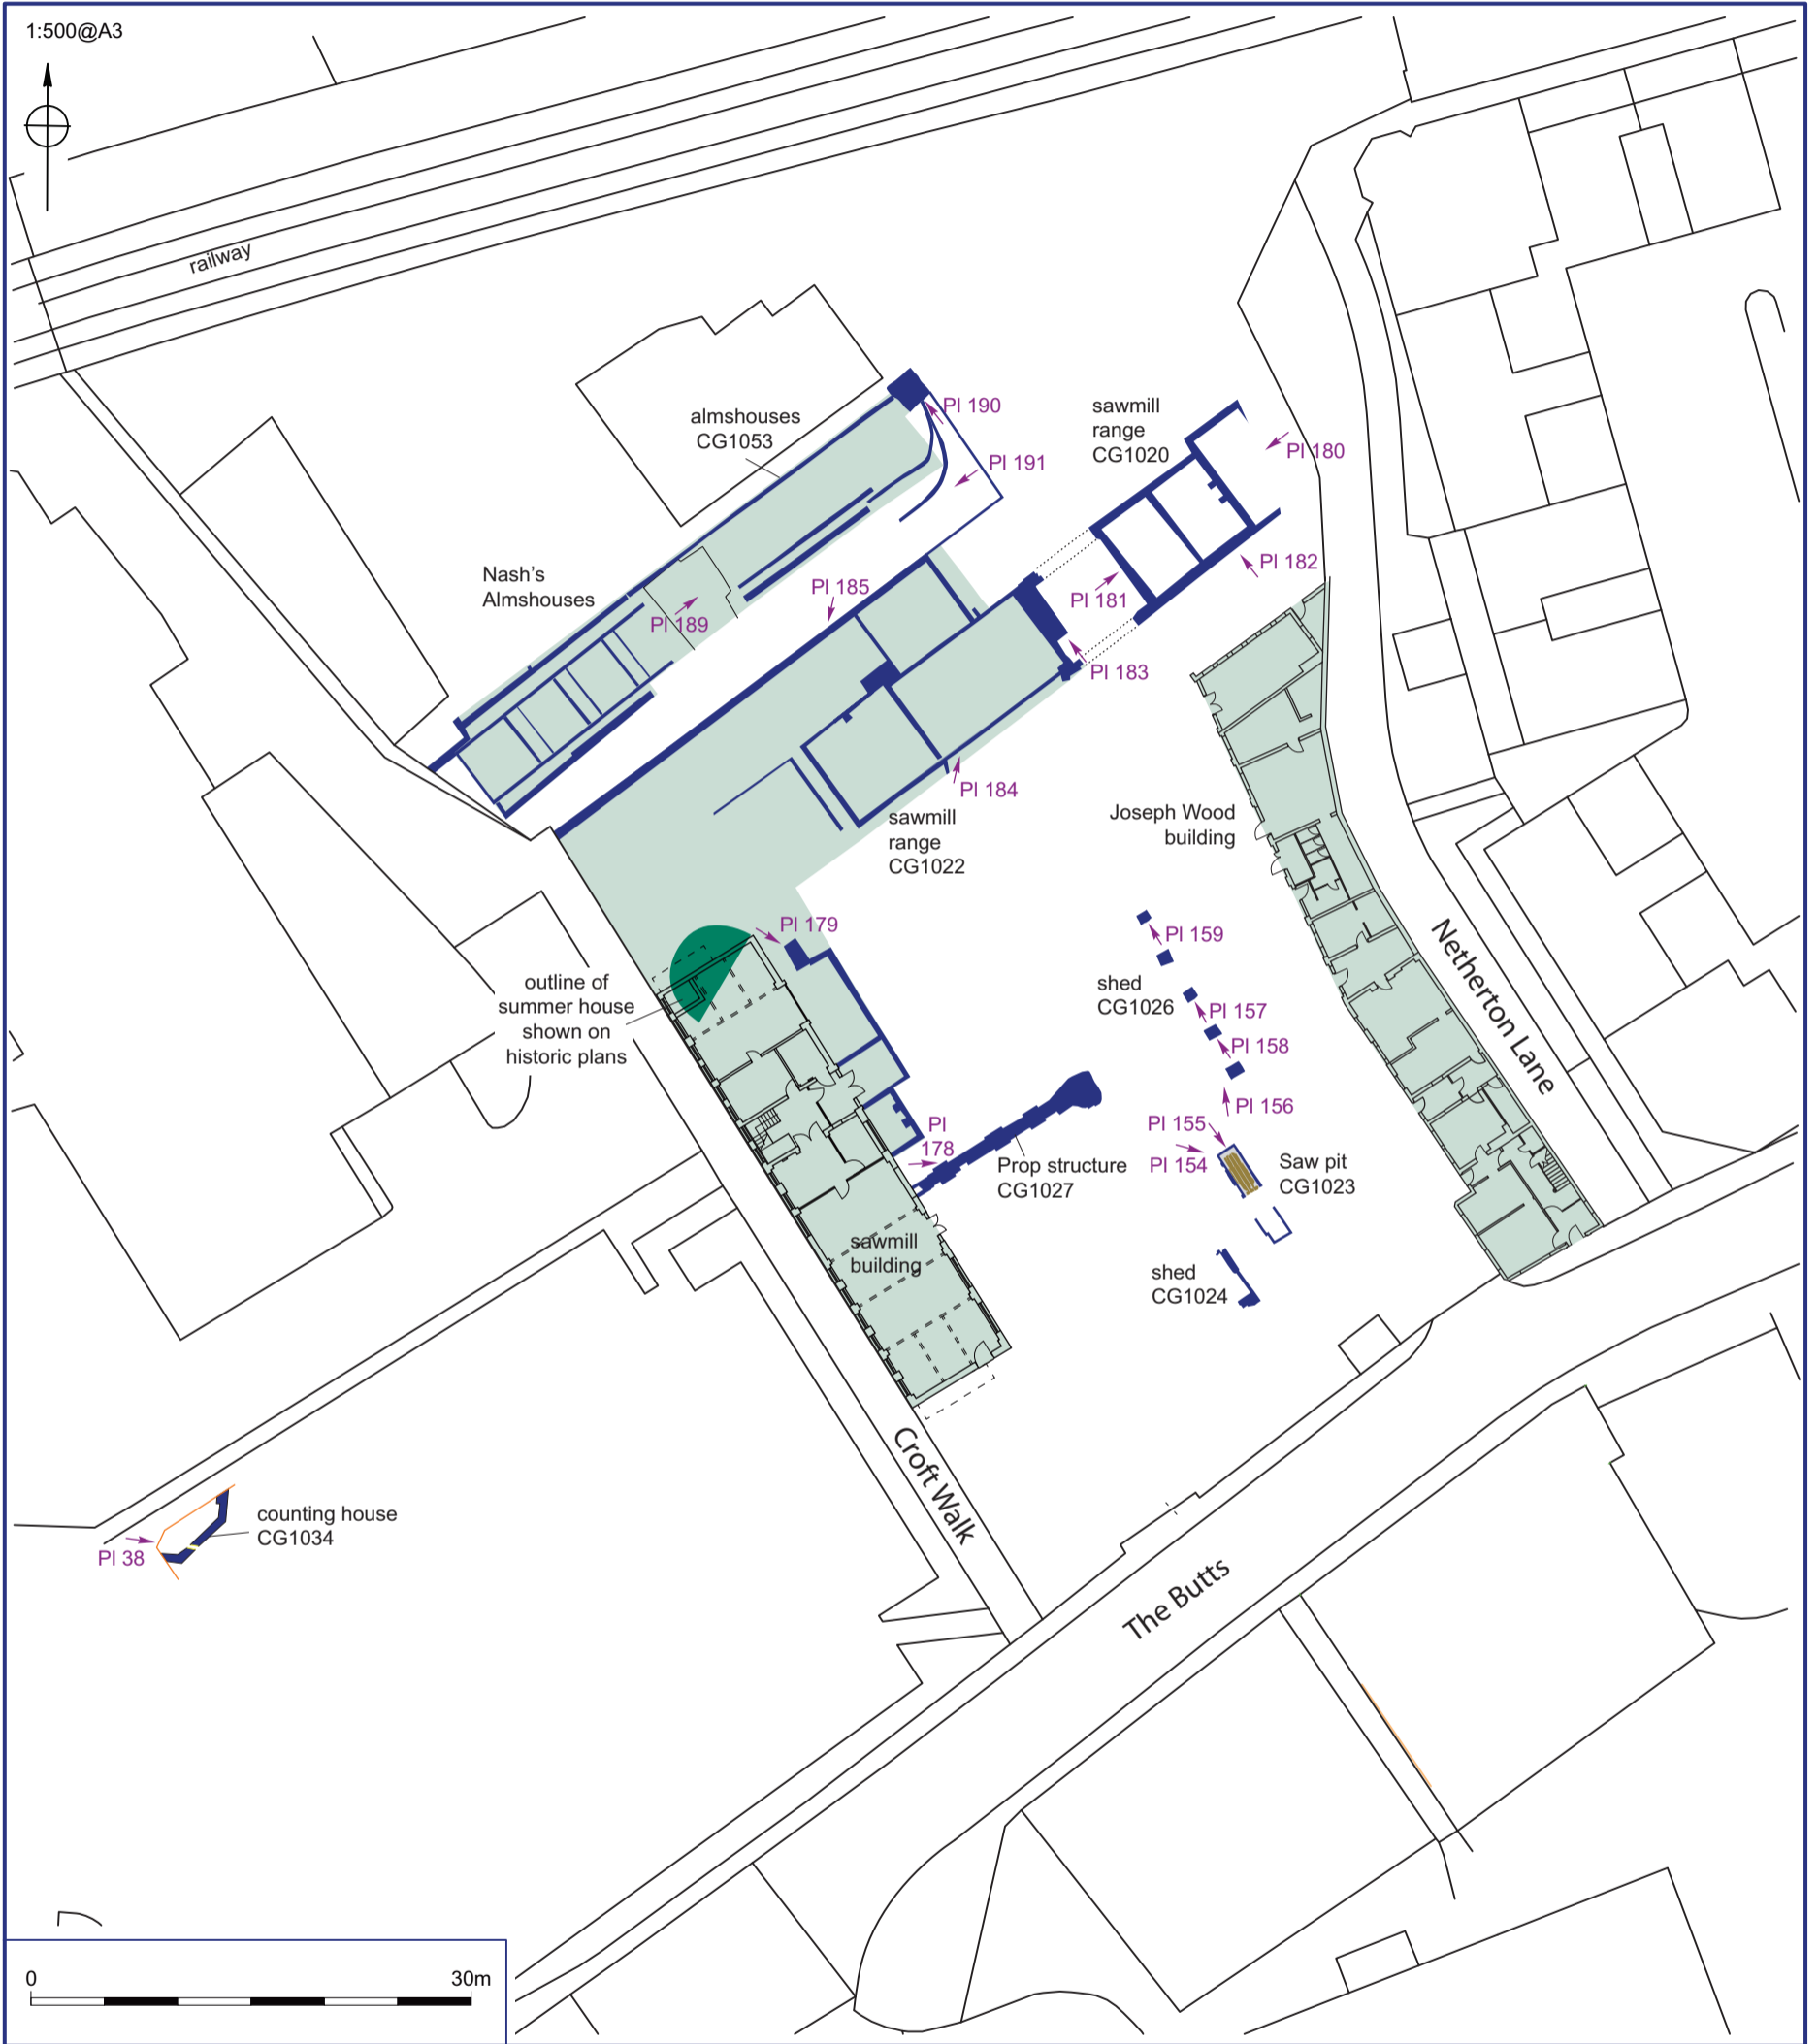 1:500@A3
railway
almshouses
CG1053
Pl 190
sawmill
range
CG1020
Pl 191
Pl 180
Nash's
Almshouses
Pl 185
Pl 182
Pl 181
Pl 189
Pl 183
Pl 184
sawmill
range
CG1022
Joseph Wood
building
Pl 179
Pl 159
outline of
summer house
shown on
historic plans
shed
CG1026
Pl 157
Netherton Lane
Pl 158
Pl 156
Pl
178
Pl 155
Pl 154
Prop structure
CG1027
Saw pit
CG1023
sawmill
building
shed
CG1024
Croft Walk
counting house
CG1034
Pl 38
The Butts
0 30m